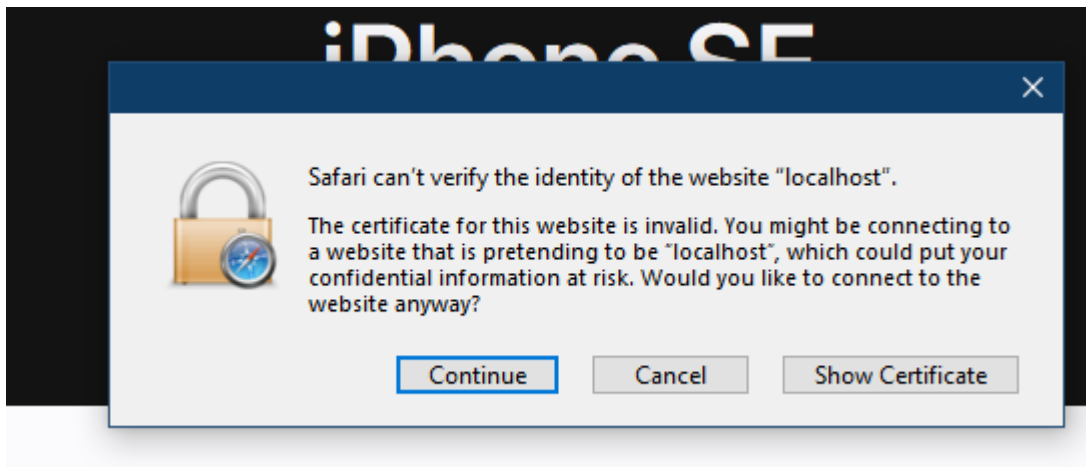 iPhone SE
Safari can't verify the identity of the website "localhost".
The certificate for this website is invalid. You might be connecting to
a website that is pretending to be "localhost", which could put your
confidential information at risk. Would you like to connect to the
website anyway?
Continue
Cancel
Show Certificate